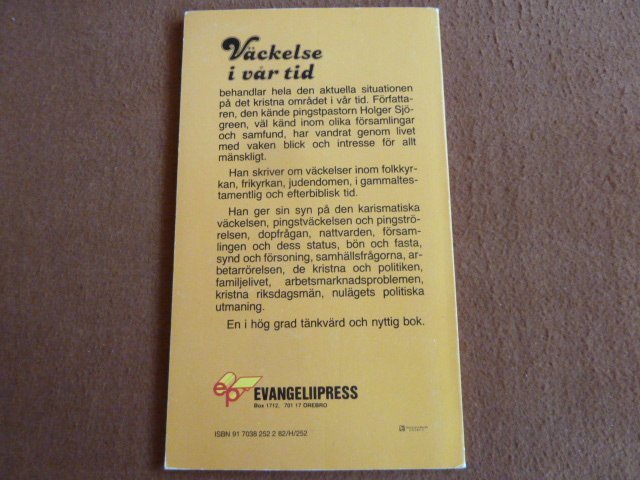 Väckelse
i vår tid
behandlar hela den aktuella situationen
på det kristna området i vår tid. Författa-
ren, den kände pingstpastorn Holger Sjö-
green, väl känd inom olika församlingar
och samfund, har vandrat genom livet
med vaken blick och intresse för allt
mänskligt.
Han skriver om väckelser inom folkkyr-
kan, frikyrkan, judendomen, i gammaltes-
tamentlig och efterbiblisk tid.
Han ger sin syn på den karismatiska
väckelsen, pingstväckelsen och pingströ-
relsen, dopfrågan, nattvarden, försam-
lingen och dess status, bön och fasta,
synd och försoning, samhällsfrågorna, ar-
betarrörelsen, de kristna och politiken,
familjelivet, arbetsmarknadsproblemen,
kristna riksdagsmän, nulägets politiska
utmaning.
En i hög grad tänkvärd och nyttig bok.
ep EVANGELIIPRESS
Box 1712, 701 17 ÖREBRO
ISBN 91 7038 252 2 82/H/252